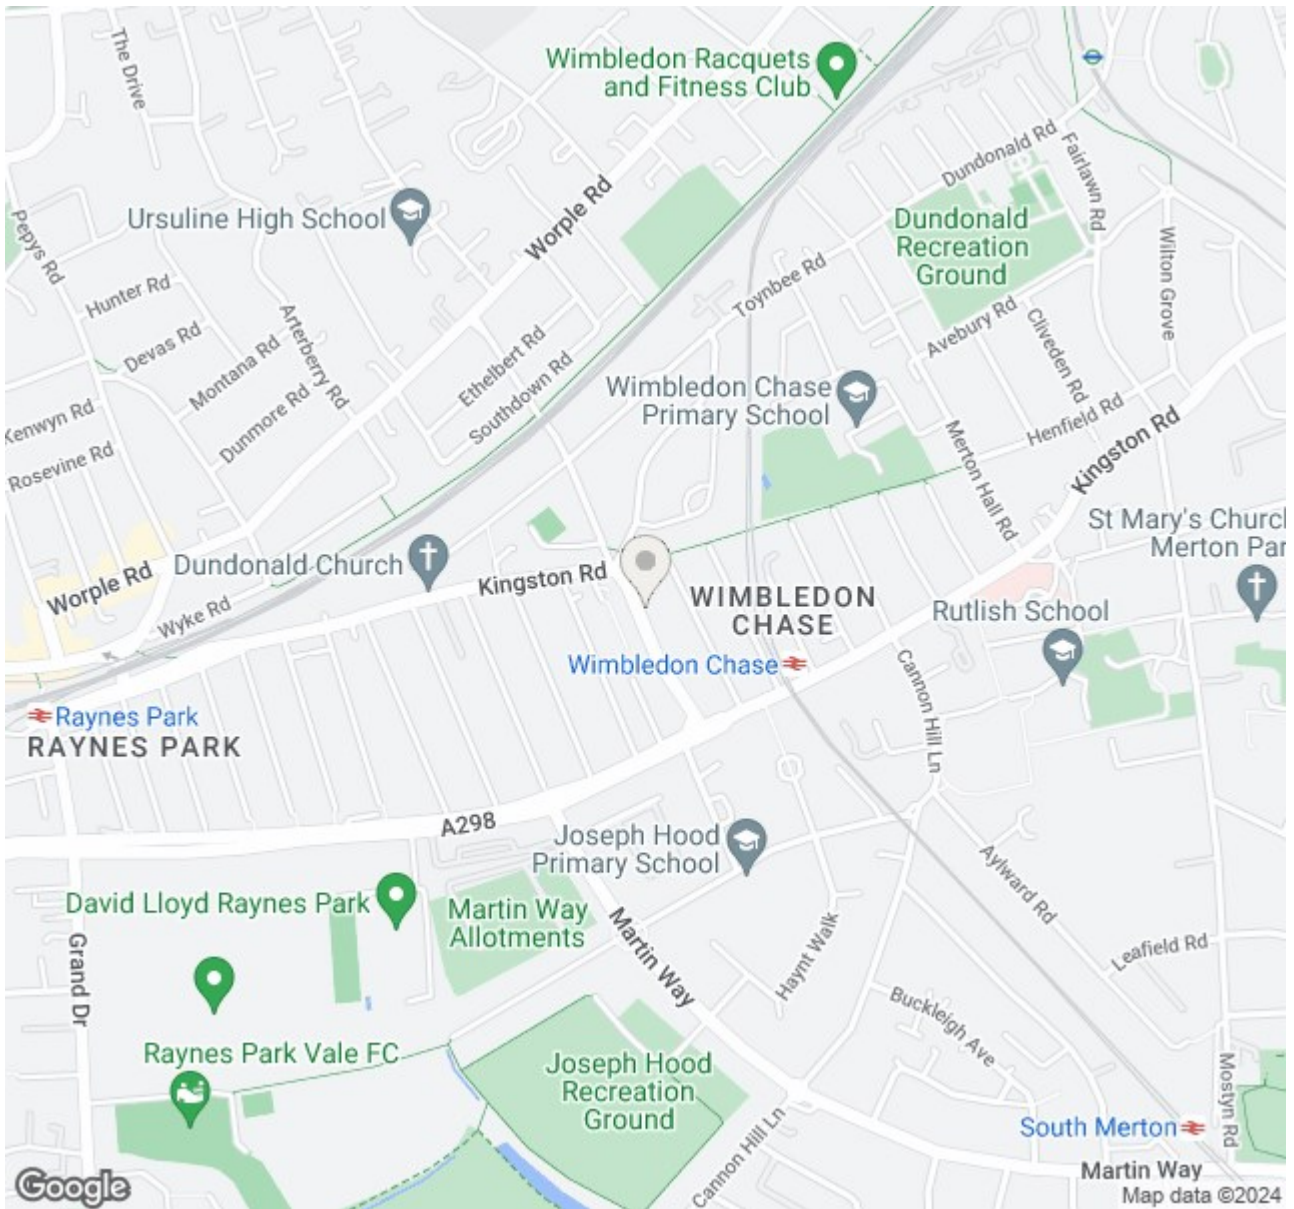 The Drive
Wimbledon Racquets
and Fitness Club
Dundonald Rd
Fairlawn Rd
Pepys Rd
Ursuline High School
Worple Rd
Dundonald
Recreation
Ground
Wilton Grove
Hunter Rd
Toynbee Rd
Arterberry Rd
Devas Rd
Montana Rd
Avebury Rd
Cliveden Rd
Ethelbert Rd
Southdown Rd
Wimbledon Chase
Primary School
Kenwyn Rd
Dunmore Rd
Henfield Rd
Kingston Rd
Rosevine Rd
Merton Hall Rd
St Mary's Church
Merton Par
Dundonald Church
Kingston Rd
Worple Rd
Wyke Rd
WIMBLEDON
CHASE
Rutlish School
Wimbledon Chase
Cannon Hill Ln
Raynes Park
RAYNES PARK
A298
Joseph Hood
Primary School
Aylward Rd
David Lloyd Raynes Park
Martin Way
Allotments
Martin Way
Haynt Walk
Leafield Rd
Grand Dr
Buckleigh Ave
Raynes Park Vale FC
Joseph Hood
Recreation
Ground
Mostyn Rd
South Merton
Cannon Hill Ln
Martin Way
Google
Map data ©2024